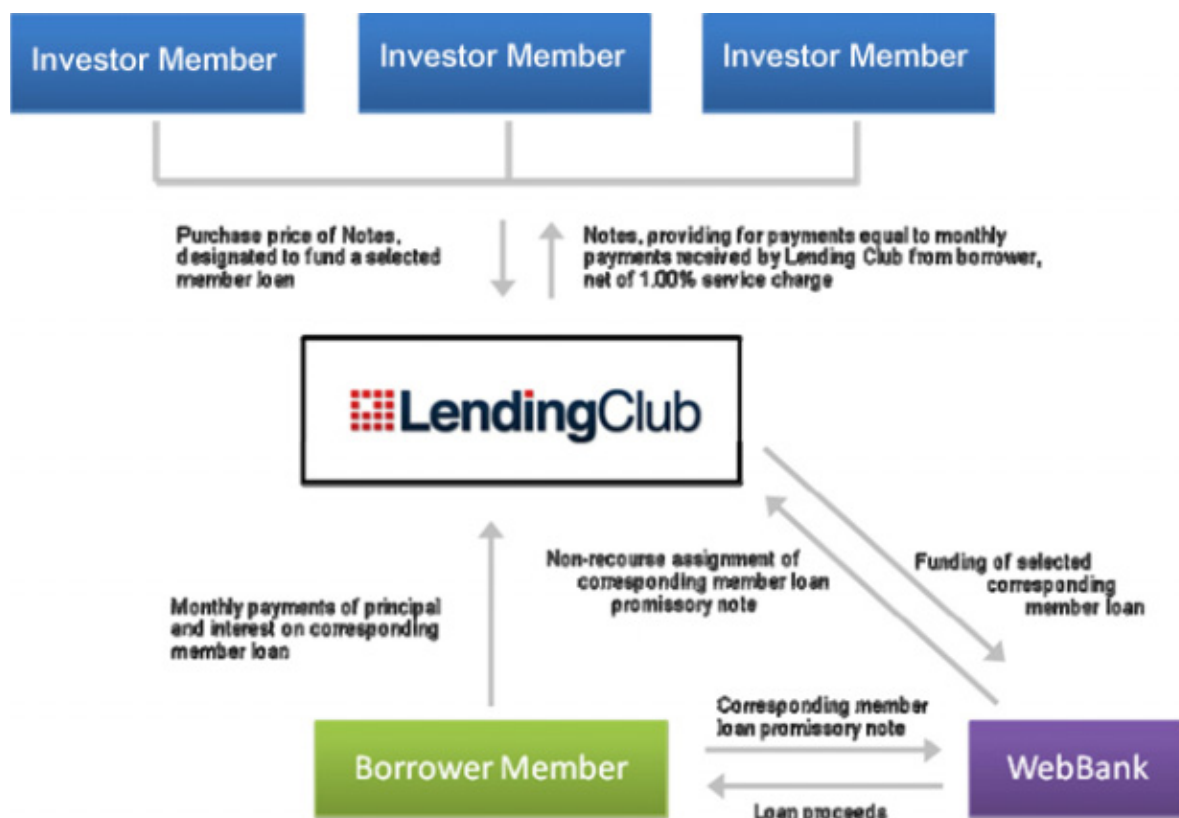 Investor Member
Investor Member
Investor Member
Purchase price of Notes,
designated to fund a selected
member loan
Notes, providing for payments equal to monthly
payments received by Lending Club from borrower,
net of 1.00% service charge
LendingClub
Non-recourse assignment of
corresponding member loan
promissory note
Funding of selected
corresponding
member loan
Monthly payments of principal
and interest on corresponding
member loan
Corresponding member
loan promissory note
Borrower Member
WebBank
Loan proceeds